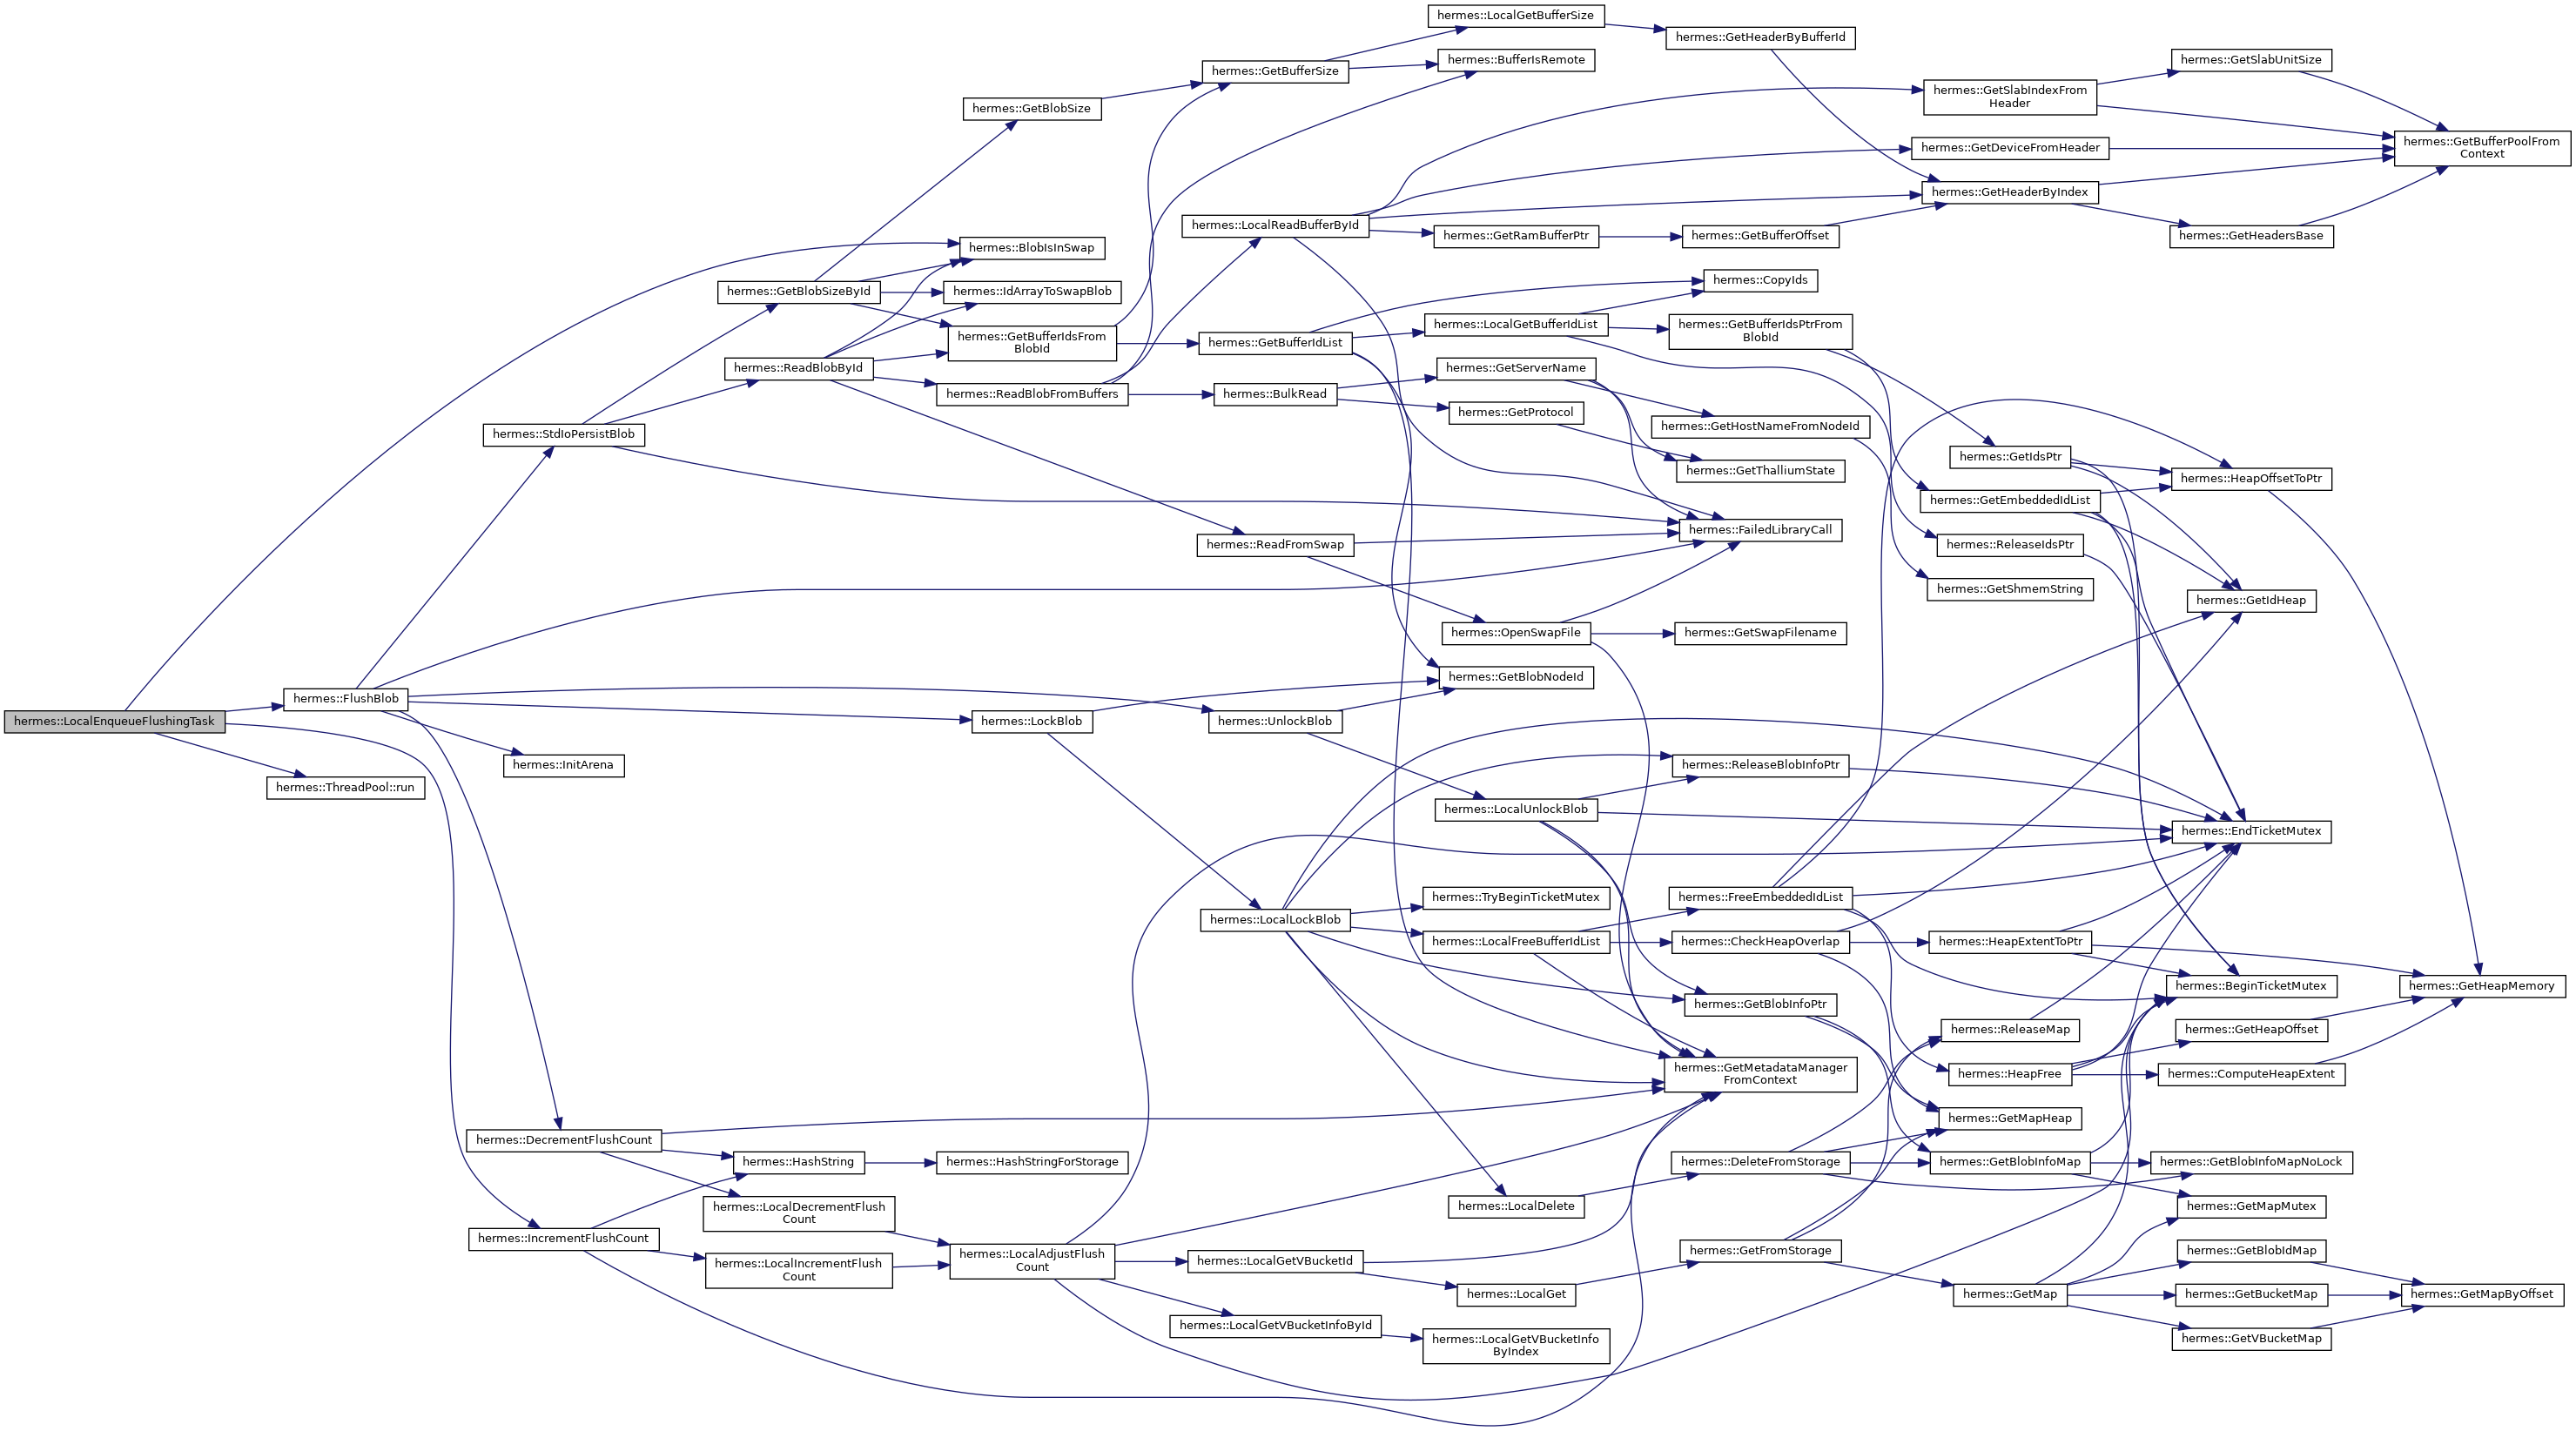 hermes::LocalEnqueueFlushingTask
hermes::FlushBlob
hermes::ThreadPool::run
hermes::StdIoPersistBlob
hermes::InitArena
hermes::DecrementFlushCount
hermes::IncrementFlushCount
hermes::GetBlobSizeById
hermes::ReadBlobById
hermes::HashString
hermes::LocalDecrementFlush
Count
hermes::LocalIncrementFlush
Count
hermes::GetBlobSize
hermes::BlobIsInSwap
hermes::IdArrayToSwapBlob
hermes::GetBufferIdsFrom
BlobId
hermes::ReadBlobFromBuffers
hermes::LockBlob
hermes::HashStringForStorage
hermes::LocalAdjustFlush
Count
hermes::GetBufferSize
hermes::LocalReadBufferById
hermes::GetBufferIdList
hermes::BulkRead
hermes::ReadFromSwap
hermes::UnlockBlob
hermes::LocalLockBlob
hermes::LocalGetVBucketId
hermes::LocalGetVBucketInfoById
hermes::LocalGetBufferSize
hermes::BufferIsRemote
hermes::GetRamBufferPtr
hermes::LocalGetBufferIdList
hermes::GetServerName
hermes::GetProtocol
hermes::OpenSwapFile
hermes::GetBlobNodeId
hermes::LocalUnlockBlob
hermes::TryBeginTicketMutex
hermes::LocalFreeBufferIdList
hermes::LocalDelete
hermes::LocalGet
hermes::LocalGetVBucketInfo
ByIndex
hermes::GetHeaderByBufferId
hermes::GetBufferOffset
hermes::CopyIds
hermes::GetBufferIdsPtrFrom
BlobId
hermes::GetHostNameFromNodeId
hermes::GetThalliumState
hermes::FailedLibraryCall
hermes::GetSwapFilename
hermes::ReleaseBlobInfoPtr
hermes::FreeEmbeddedIdList
hermes::CheckHeapOverlap
hermes::GetBlobInfoPtr
hermes::GetMetadataManager
FromContext
hermes::DeleteFromStorage
hermes::GetFromStorage
hermes::GetSlabIndexFrom
Header
hermes::GetDeviceFromHeader
hermes::GetHeaderByIndex
hermes::GetIdsPtr
hermes::GetEmbeddedIdList
hermes::ReleaseIdsPtr
hermes::GetShmemString
hermes::HeapExtentToPtr
hermes::ReleaseMap
hermes::HeapFree
hermes::GetMapHeap
hermes::GetBlobInfoMap
hermes::GetMap
hermes::GetSlabUnitSize
hermes::GetHeadersBase
hermes::HeapOffsetToPtr
hermes::GetIdHeap
hermes::EndTicketMutex
hermes::BeginTicketMutex
hermes::GetHeapOffset
hermes::ComputeHeapExtent
hermes::GetBlobInfoMapNoLock
hermes::GetMapMutex
hermes::GetBlobIdMap
hermes::GetBucketMap
hermes::GetVBucketMap
hermes::GetBufferPoolFrom
Context
hermes::GetHeapMemory
hermes::GetMapByOffset